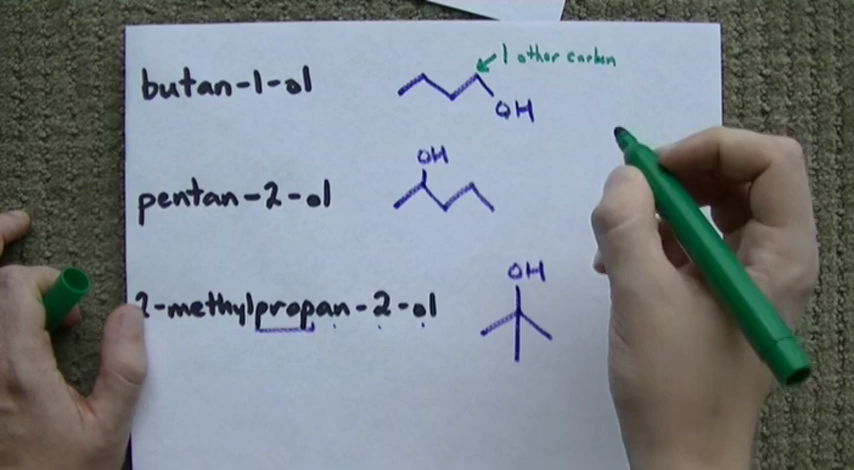 butan-1-ol
1 other carbon
OH
pentan-2-ol
OH
2-methylpropan-2-ol
OH